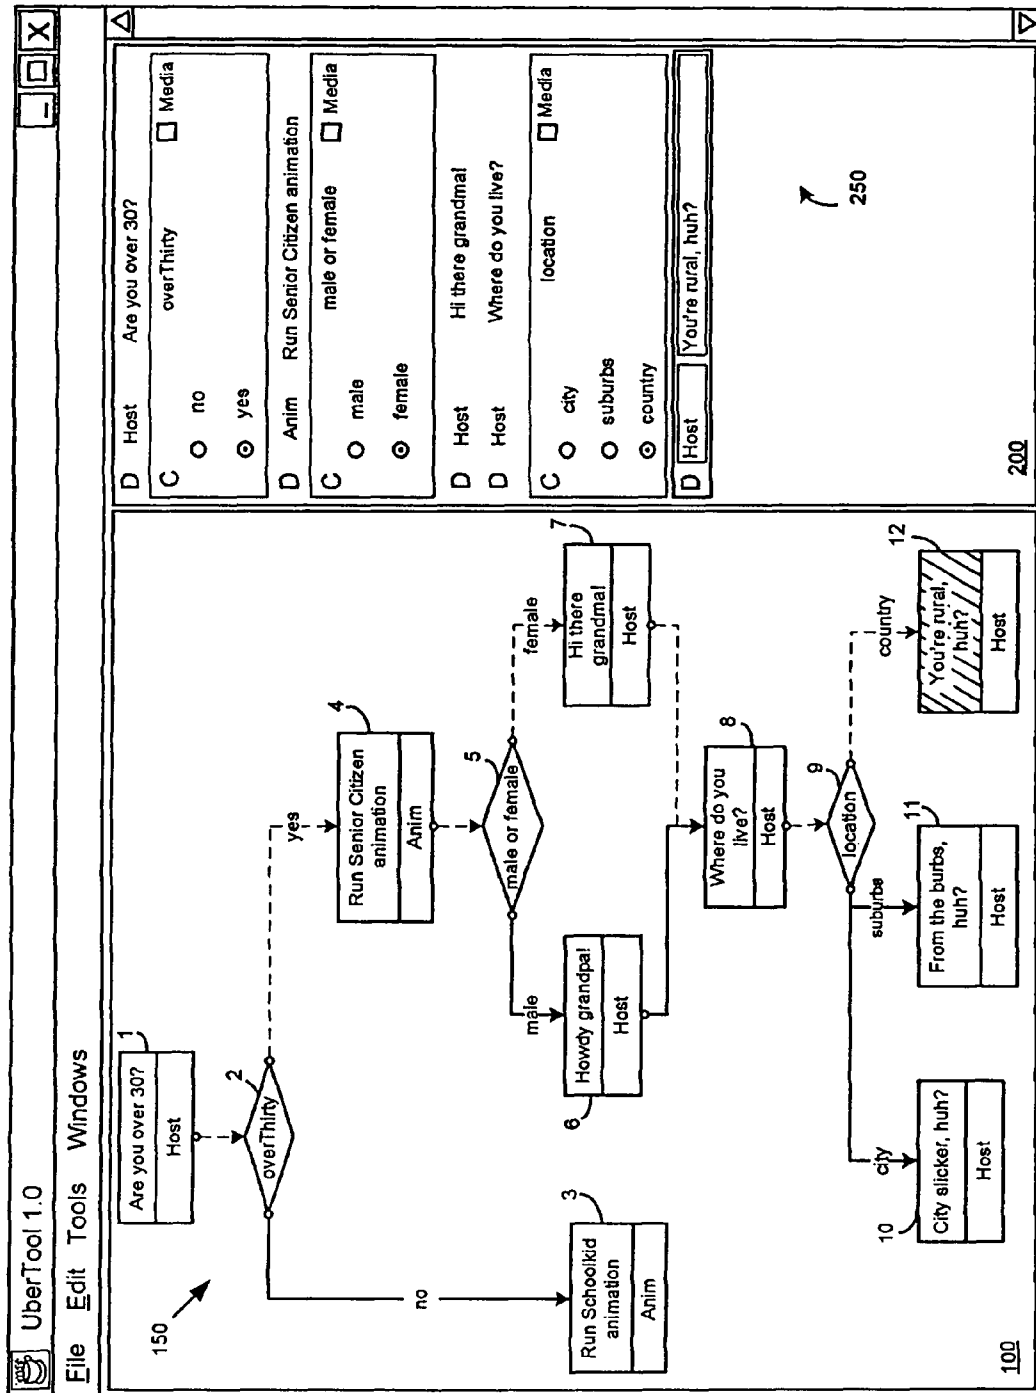 UberTool 1.0
File Edit Tools Windows
150
Are you over 30?
Host
1
overThirty
2
no
yes
Run Schoolkid
animation
Anim
3
Run Senior Citizen
animation
Anim
4
male or female
5
male
female
Howdy grandpa!
Host
6
Hi there
grandma!
Host
7
Where do you
live?
Host
8
location
9
city
suburbs
country
City slicker, huh?
Host
10
From the burbs,
huh?
Host
11
You're rural,
huh?
Host
12
100
D Host Are you over 30?
C overThirty Media
no
yes
D Anim Run Senior Citizen animation
C male or female Media
male
female
D Host Hi there grandma!
D Host Where do you live?
C location Media
city
suburbs
country
D Host You're rural, huh?
250
200